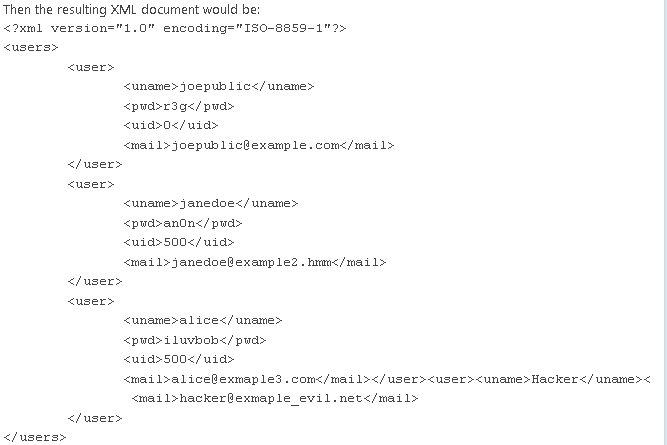 Then the resulting XML document would be:
<?xml version="1.0" encoding="ISO-8859-1"?>
<users>
<user>
<uname>joepublic</uname>
<pwd>r3g</pwd>
<uid>0</uid>
<mail>joepublic@example.com</mail>
</user>
<user>
<uname>janedoe</uname>
<pwd>an0n</pwd>
<uid>500</uid>
<mail>janedoe@example2.hmm</mail>
</user>
<user>
<uname>alice</uname>
<pwd>iluvbob</pwd>
<uid>500</uid>
<mail>alice@exmaple3.com</mail></user><user><uname>Hacker</uname><
<mail>hacker@exmaple_evil.net</mail>
</user>
</users>